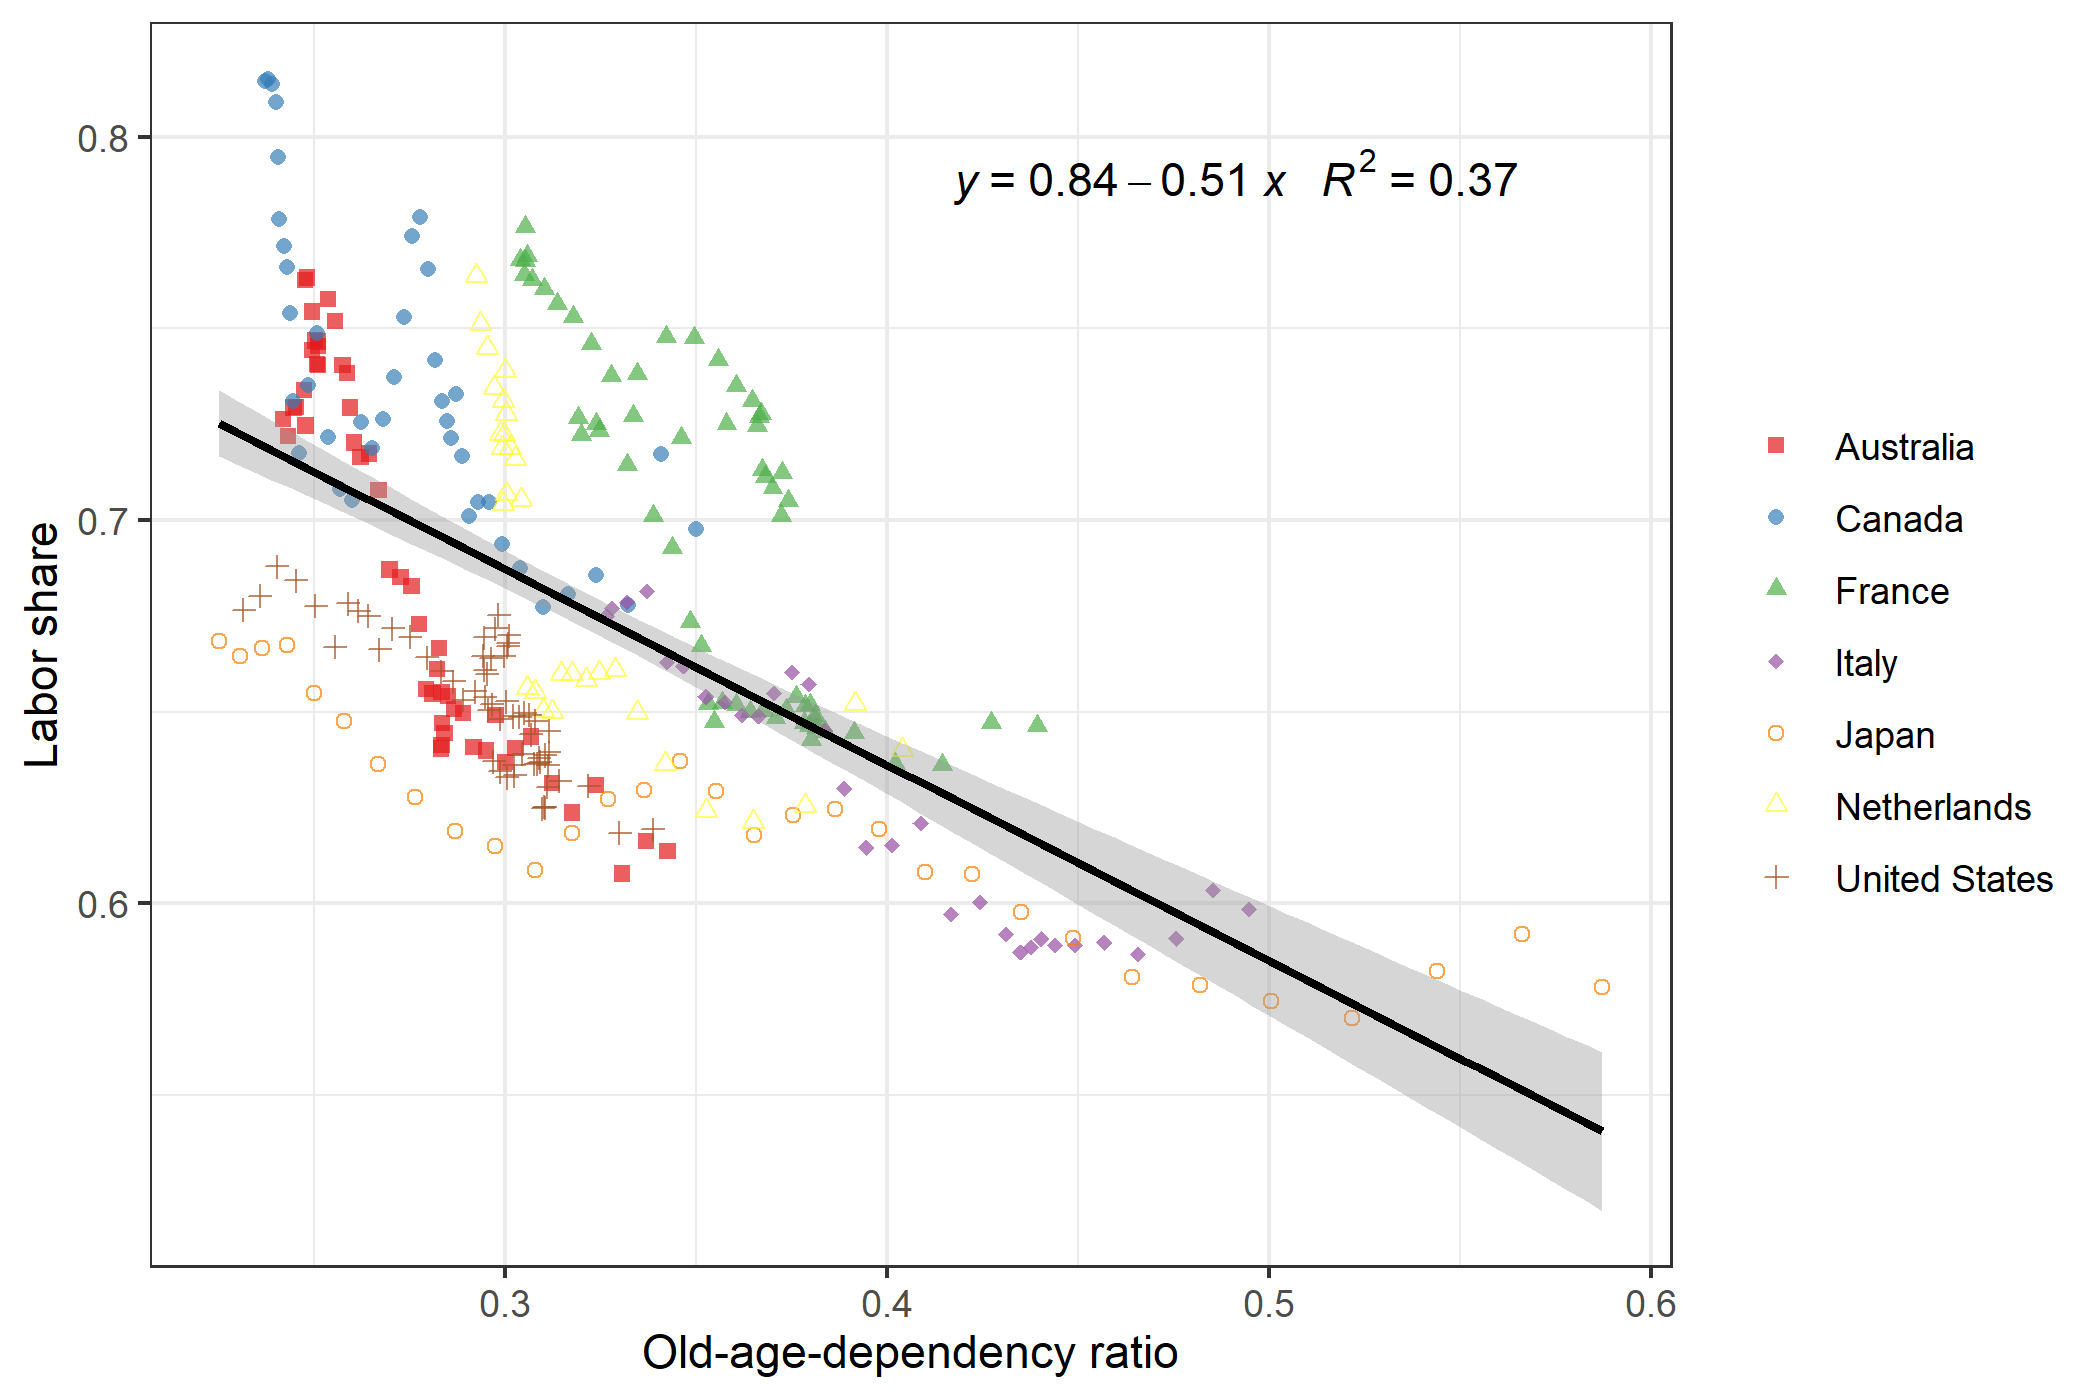 y = 0.84 – 0.51 x R² = 0.37
0.8
0.7
0.6
Labor share
0.3 0.4 0.5 0.6
Old-age-dependency ratio
Australia
Canada
France
Italy
Japan
Netherlands
United States